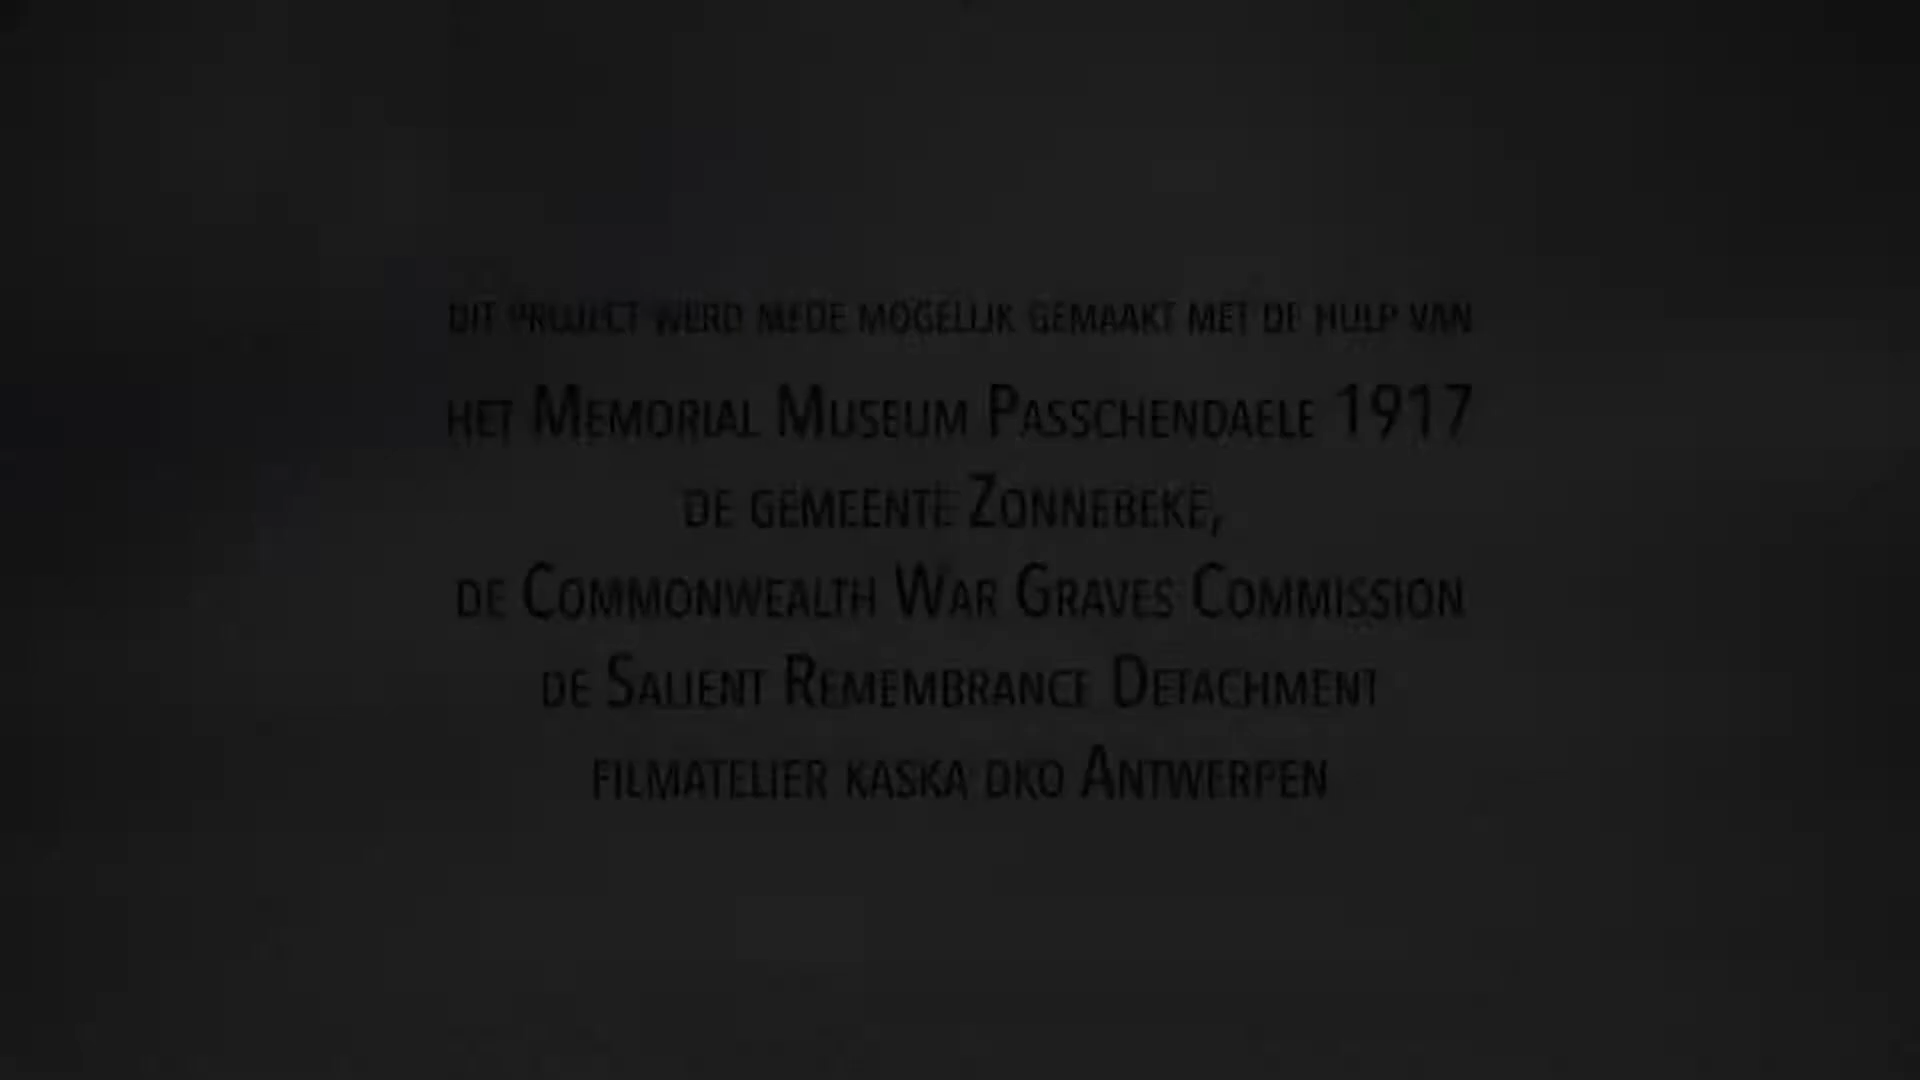 DIT PROJECT WERD MEDE MOGELIJK GEMAAKT MET DE HULP VAN
HET MEMORIAL MUSEUM PASSCHENDAELE 1917
DE GEMEENTE ZONNEBEKE,
DE COMMONWEALTH WAR GRAVES COMMISSION
DE SALIENT REMEMBRANCE DETACHMENT
FILMATELIER KASKA DKO ANTWERPEN